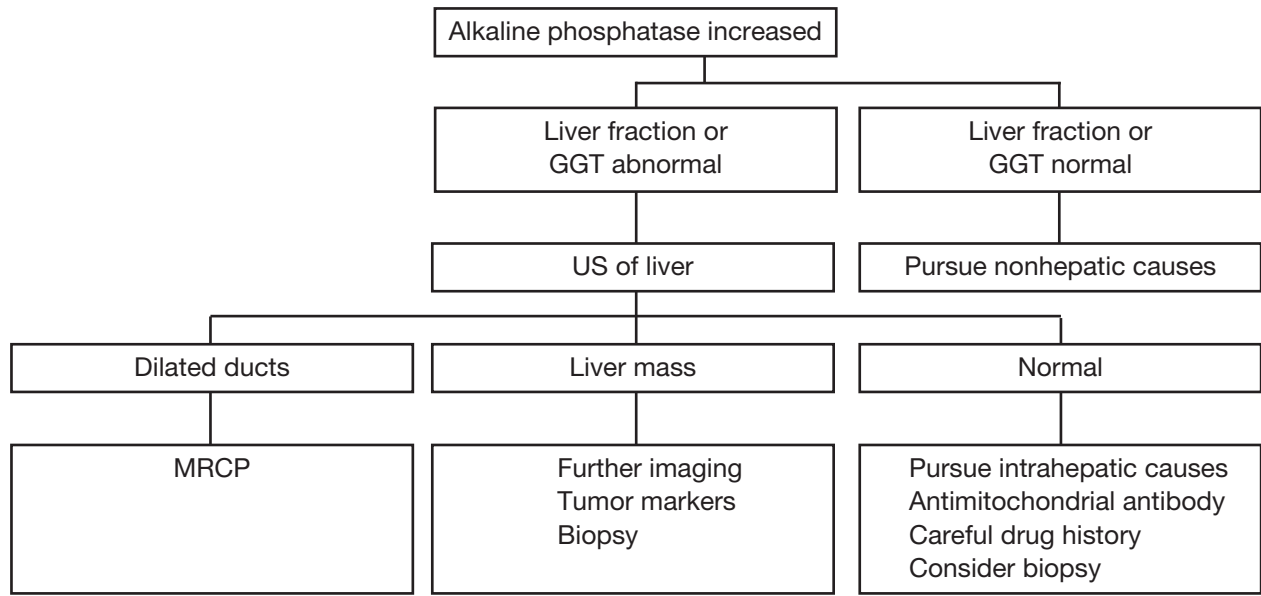 Alkaline phosphatase increased
Liver fraction or
GGT abnormal
Liver fraction or
GGT normal
US of liver
Pursue nonhepatic causes
Dilated ducts
Liver mass
Normal
MRCP
Further imaging
Tumor markers
Biopsy
Pursue intrahepatic causes
Antimitochondrial antibody
Careful drug history
Consider biopsy